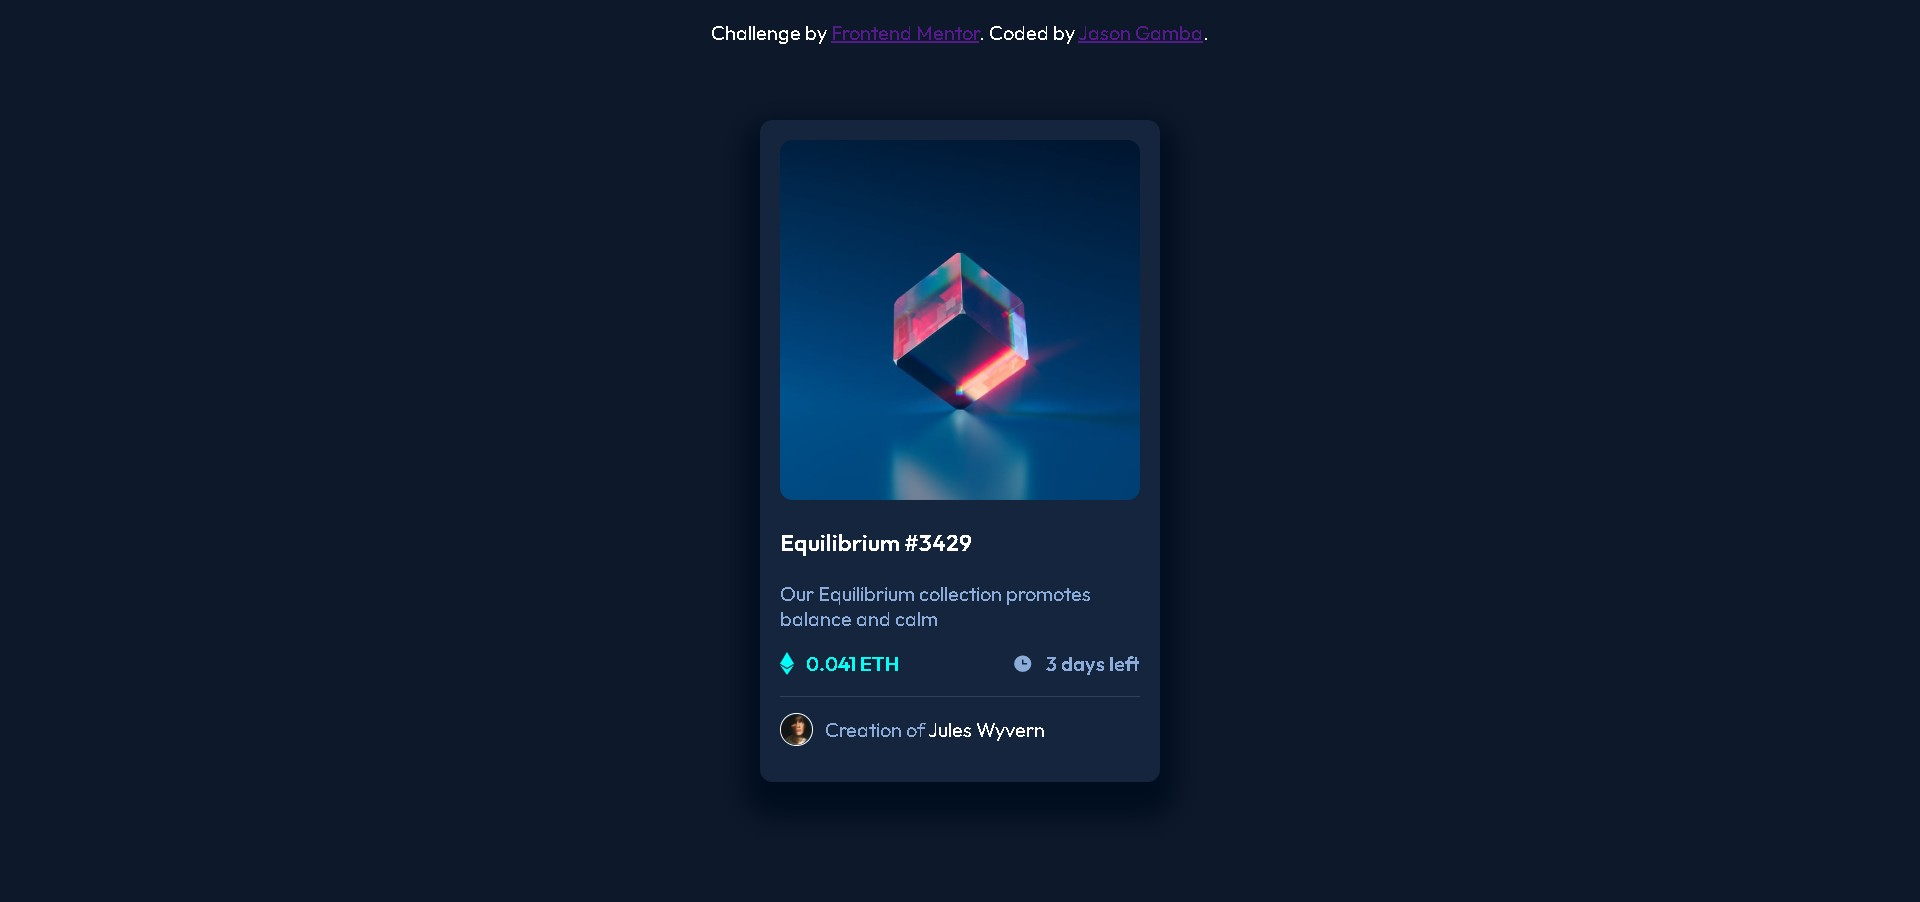 Challenge by Frontend Mentor. Coded by Jason Gamba.
Equilibrium #3429
Our Equilibrium collection promotes
balance and calm
0.041 ETH
3 days left
Creation of Jules Wyvern